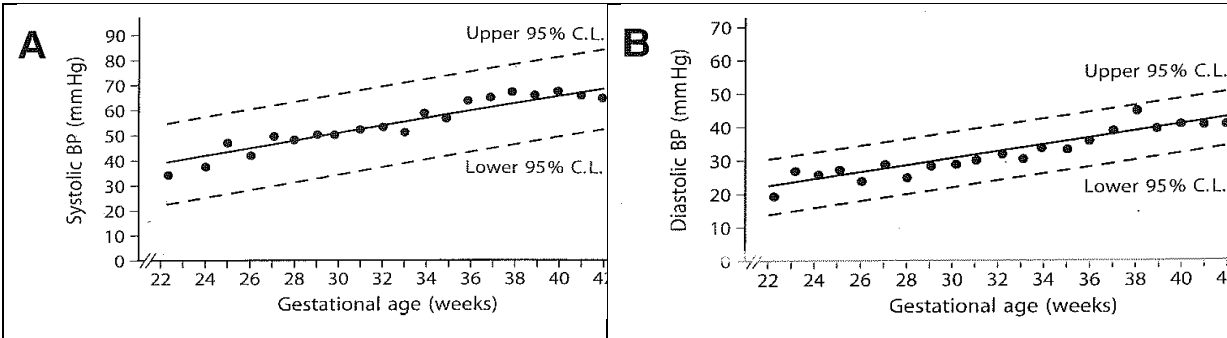 A
Systolic BP (mmHg)
90
80
70
60
50
40
30
20
10
0
Upper 95% C.L.
Lower 95% C.L.
22 24 26 28 30 32 34 36 38 40 42
Gestational age (weeks)
B
Diastolic BP (mmHg)
70
60
50
40
30
20
10
0
Upper 95% C.L.
Lower 95% C.L.
22 24 26 28 30 32 34 36 38 40
Gestational age (weeks)